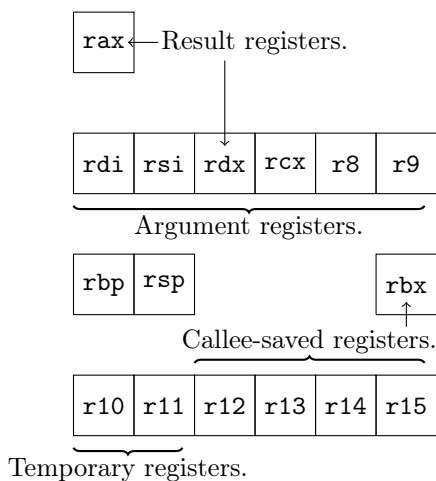 rax Result registers.
rdi rsi rdx rcx r8 r9
Argument registers.
rbp rsp rbx
Callee-saved registers.
r10 r11 r12 r13 r14 r15
Temporary registers.